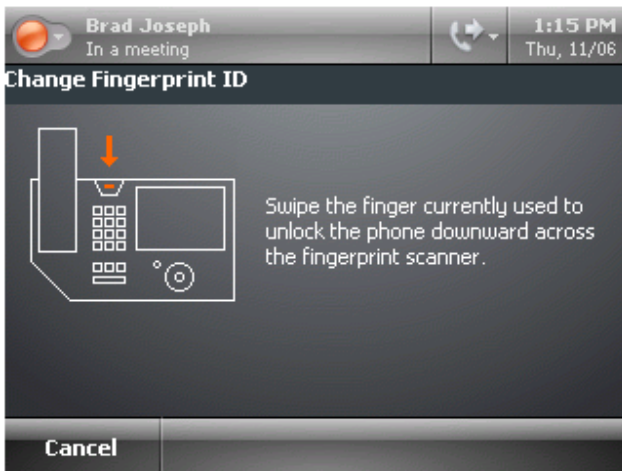 Brad Joseph
In a meeting
1:15 PM
Thu, 11/06
Change Fingerprint ID
Swipe the finger currently used to
unlock the phone downward across
the fingerprint scanner.
Cancel